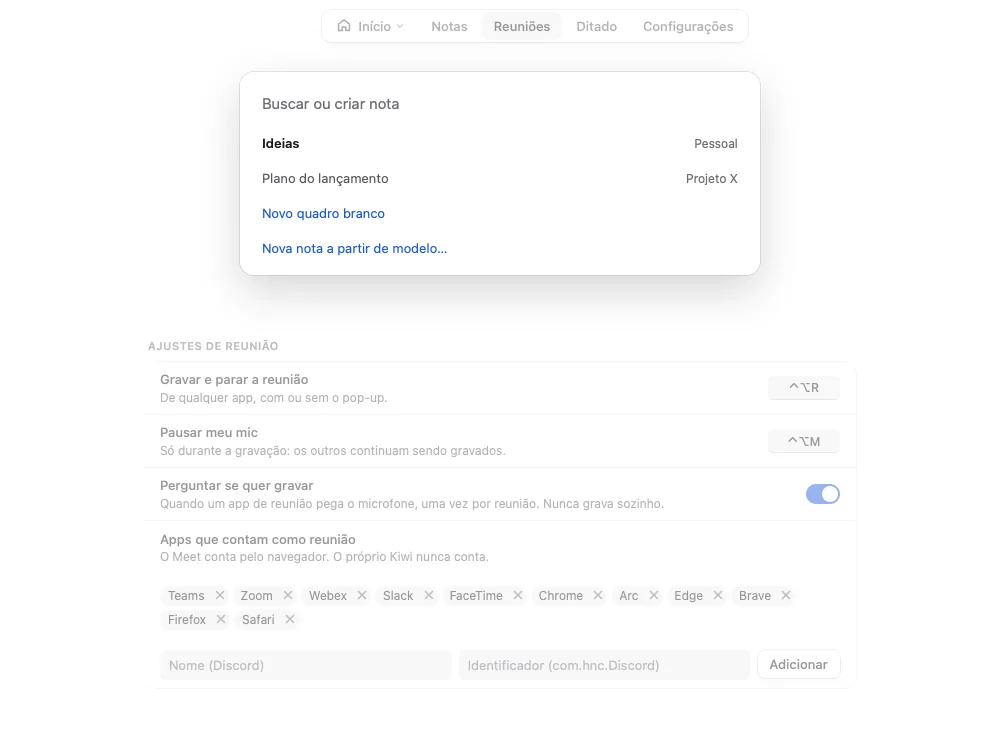 Início Notas Reuniões Ditado Configurações
Buscar ou criar nota
Ideias Pessoal
Plano do lançamento Projeto X
Novo quadro branco
Nova nota a partir de modelo...
AJUSTES DE REUNIÃO
Gravar e parar a reunião
De qualquer app, com ou sem o pop-up.
⌃⌥R
Pausar meu mic
Só durante a gravação: os outros continuam sendo gravados.
⌃⌥M
Perguntar se quer gravar
Quando um app de reunião pega o microfone, uma vez por reunião. Nunca grava sozinho.
Apps que contam como reunião
O Meet conta pelo navegador. O próprio Kiwi nunca conta.
Teams Zoom Webex Slack FaceTime Chrome Arc Edge Brave
Firefox Safari
Nome (Discord) Identificador (com.hnc.Discord) Adicionar